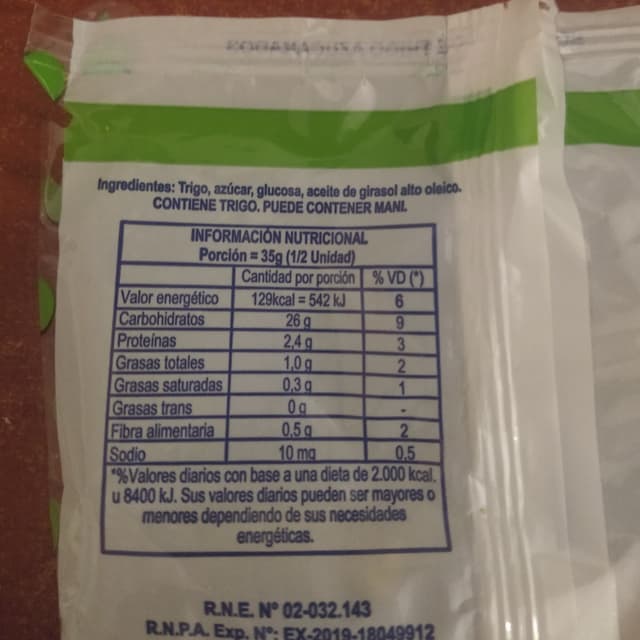 Ingredientes: Trigo, azúcar, glucosa, aceite de girasol alto oleico.
CONTIENE TRIGO. PUEDE CONTENER MANI.
INFORMACIÓN NUTRICIONAL
Porción = 35g (1/2 Unidad)
Cantidad por porción % VD (*)
Valor energético 129kcal = 542 kJ 6
Carbohidratos 26 g 9
Proteínas 2,4 g 3
Grasas totales 1,0 g 2
Grasas saturadas 0,3 g 1
Grasas trans 0 g -
Fibra alimentaria 0,5 g 2
Sodio 10 mg 0,5
*%Valores diarios con base a una dieta de 2.000 kcal.
u 8400 kJ. Sus valores diarios pueden ser mayores o
menores dependiendo de sus necesidades
energéticas.
R.N.E. Nº 02-032.143
R.N.P.A. Exp. Nº: EX-2019-18049912